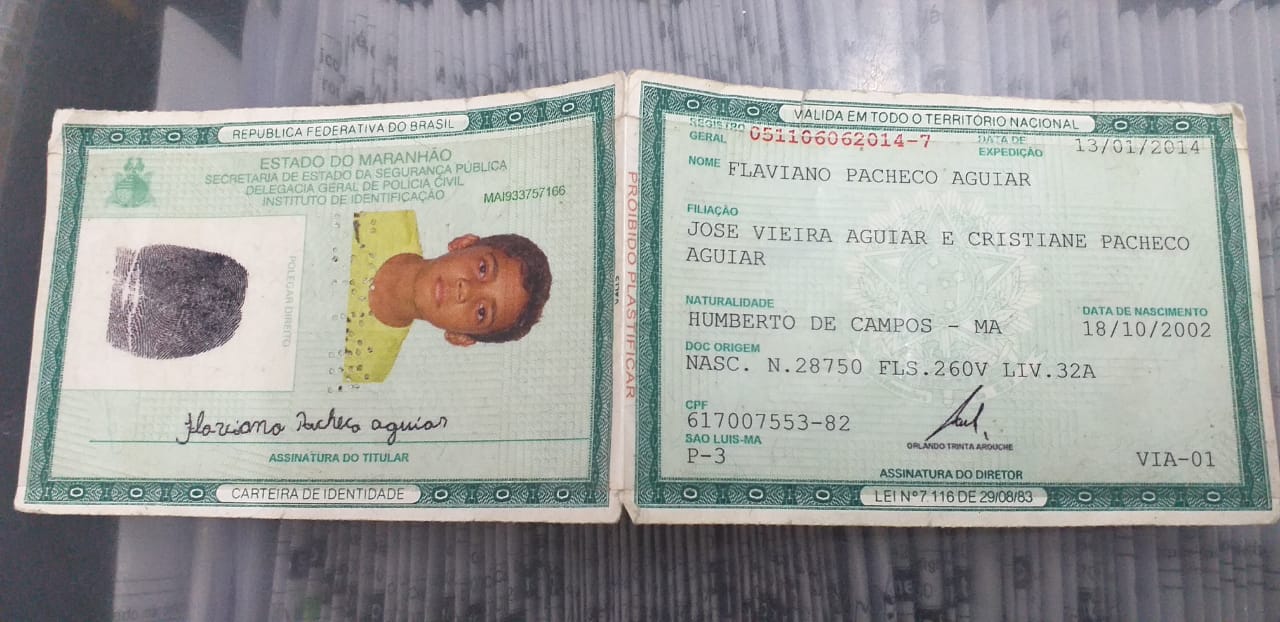 REPUBLICA FEDERATIVA DO BRASIL
ESTADO DO MARANHÃO
SECRETARIA DE ESTADO DA SEGURANÇA PÚBLICA
DELEGACIA GERAL DE POLICIA CIVIL
INSTITUTO DE IDENTIFICAÇÃO
MAI933757166
POLEGAR DIREITO
Flaviano Pacheco aguiar
ASSINATURA DO TITULAR
CARTEIRA DE IDENTIDADE
PROIBIDO PLASTIFICAR
VALIDA EM TODO O TERRITÓRIO NACIONAL
REGISTRO GERAL 051106062014-7 DATA DE EXPEDIÇÃO 13/01/2014
NOME FLAVIANO PACHECO AGUIAR
FILIAÇÃO
JOSE VIEIRA AGUIAR E CRISTIANE PACHECO
AGUIAR
NATURALIDADE DATA DE NASCIMENTO
HUMBERTO DE CAMPOS - MA 18/10/2002
DOC ORIGEM
NASC. N.28750 FLS.260V LIV.32A
CPF
617007553-82
SAO LUIS-MA
ORLANDO TRINTA AROUCHE
P-3 VIA-01
ASSINATURA DO DIRETOR
LEI Nº 7.116 DE 29/08/83